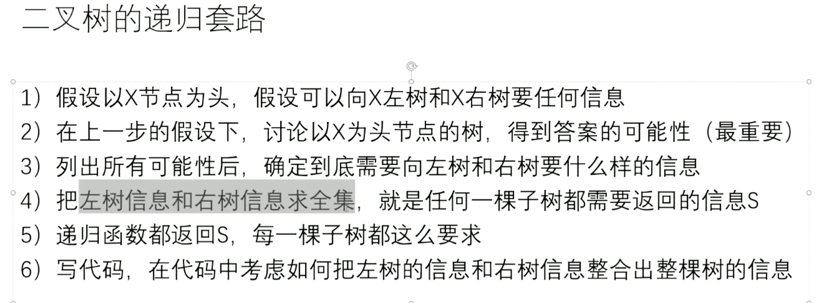 二叉树的递归套路
1）假设以X节点为头，假设可以向X左树和X右树要任何信息
2）在上一步的假设下，讨论以X为头节点的树，得到答案的可能性（最重要）
3）列出所有可能性后，确定到底需要向左树和右树要什么样的信息
4）把左树信息和右树信息求全集，就是任何一棵子树都需要返回的信息S
5）递归函数都返回S，每一棵子树都这么要求
6）写代码，在代码中考虑如何把左树的信息和右树信息整合出整棵树的信息